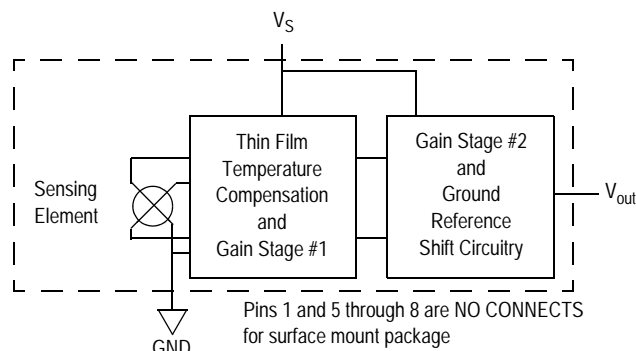 V_S
Thin Film
Temperature
Compensation
and
Gain Stage #1
Gain Stage #2
and
Ground
Reference
Shift Circuitry
Sensing
Element
V_out
Pins 1 and 5 through 8 are NO CONNECTS
for surface mount package
GND